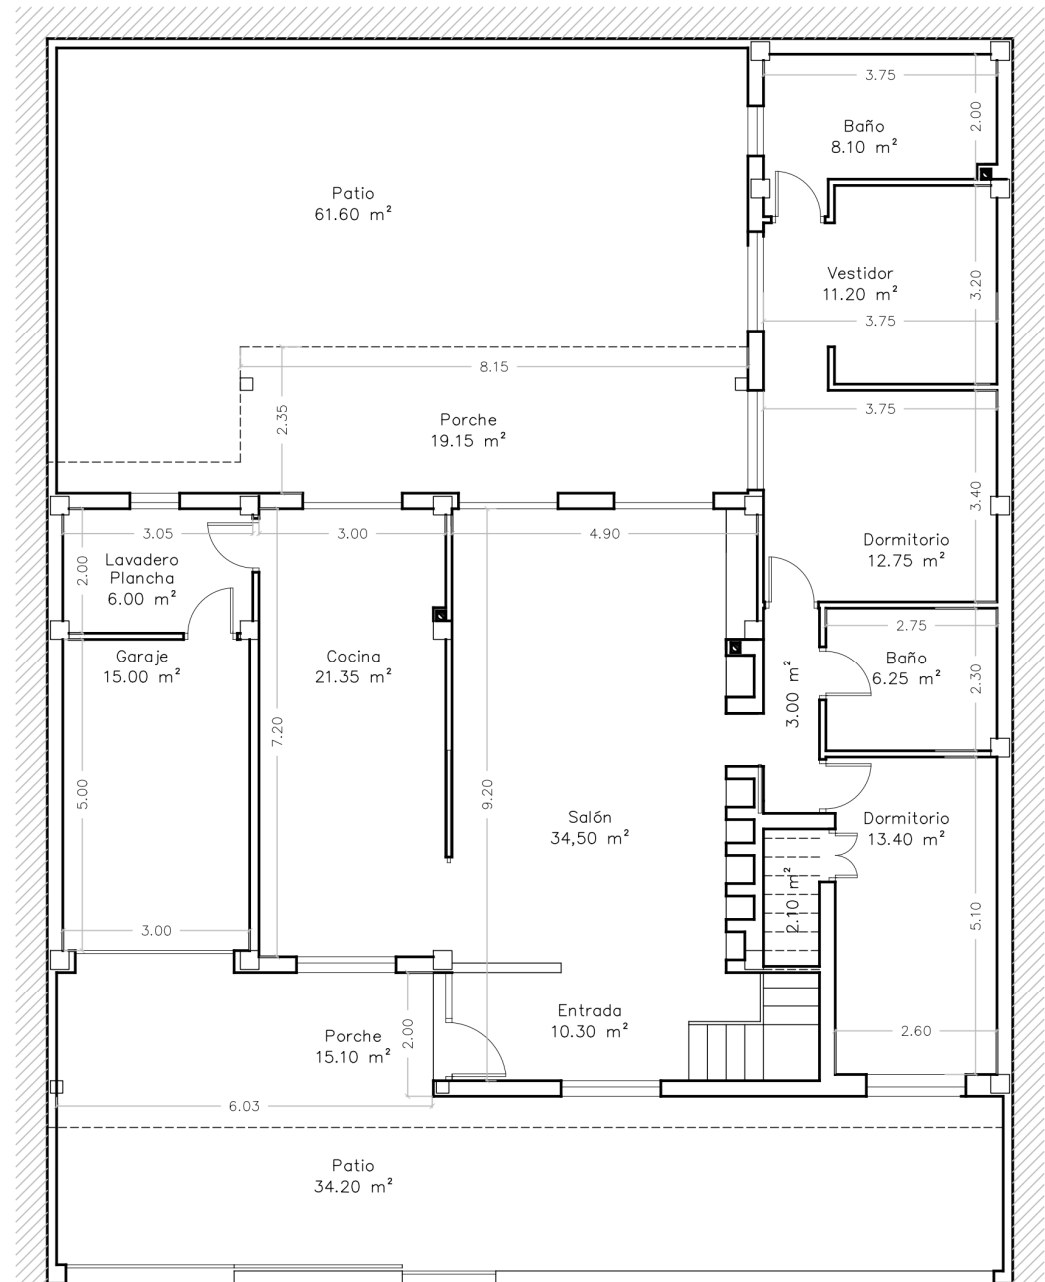 3.75
2.00
Baño
8.10 m²
Patio
61.60 m²
Vestidor
11.20 m²
3.20
3.75
8.15
2.35
Porche
19.15 m²
3.75
3.40
Dormitorio
12.75 m²
3.05
3.00
4.90
2.00
Lavadero
Plancha
6.00 m²
Garaje
15.00 m²
Cocina
21.35 m²
2.75
Baño
6.25 m²
2.30
3.00 m²
7.20
5.00
9.20
Salón
34,50 m²
Dormitorio
13.40 m²
2.10 m²
5.10
3.00
Entrada
10.30 m²
Porche
15.10 m²
2.00
2.60
6.03
Patio
34.20 m²